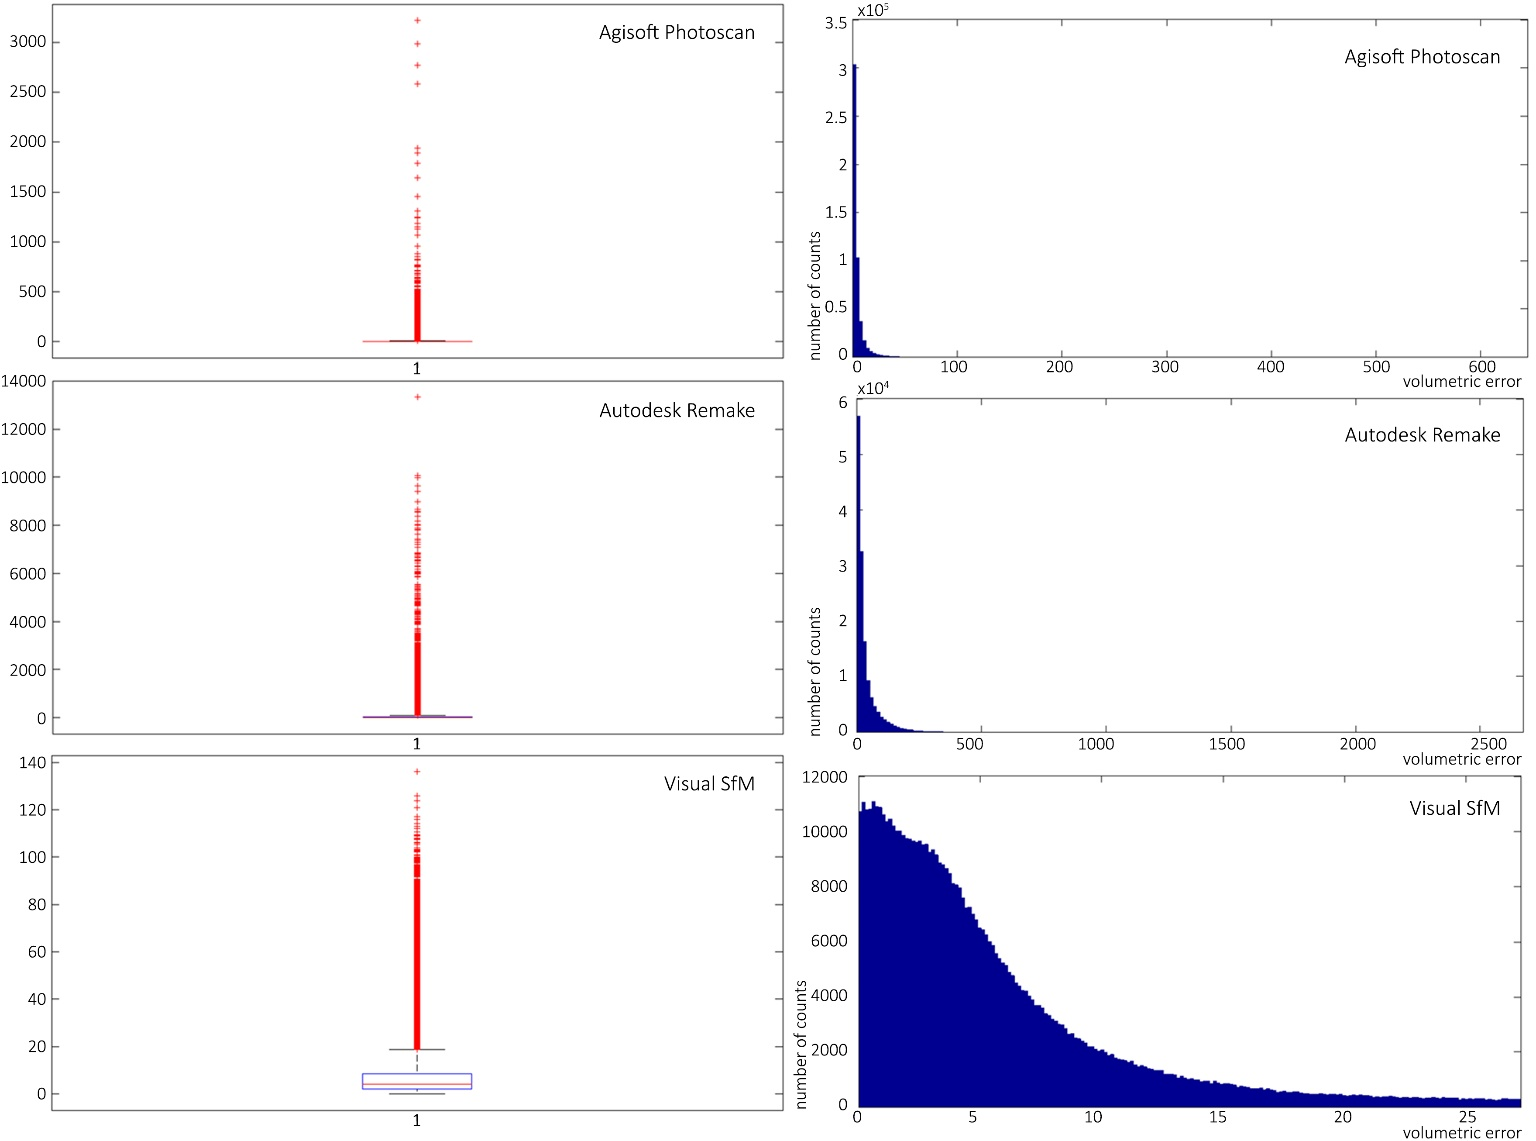 Agisoft Photoscan
3000
2500
2000
1500
1000
500
0
1
x10⁵
Agisoft Photoscan
3.5
3
2.5
2
1.5
1
0.5
0
number of counts
0 100 200 300 400 500 600
volumetric error
Autodesk Remake
14000
12000
10000
8000
6000
4000
2000
0
1
x10⁴
Autodesk Remake
6
5
4
3
2
1
0
number of counts
0 500 1000 1500 2000 2500
volumetric error
Visual SfM
140
120
100
80
60
40
20
0
1
Visual SfM
12000
10000
8000
6000
4000
2000
0
number of counts
0 5 10 15 20 25
volumetric error